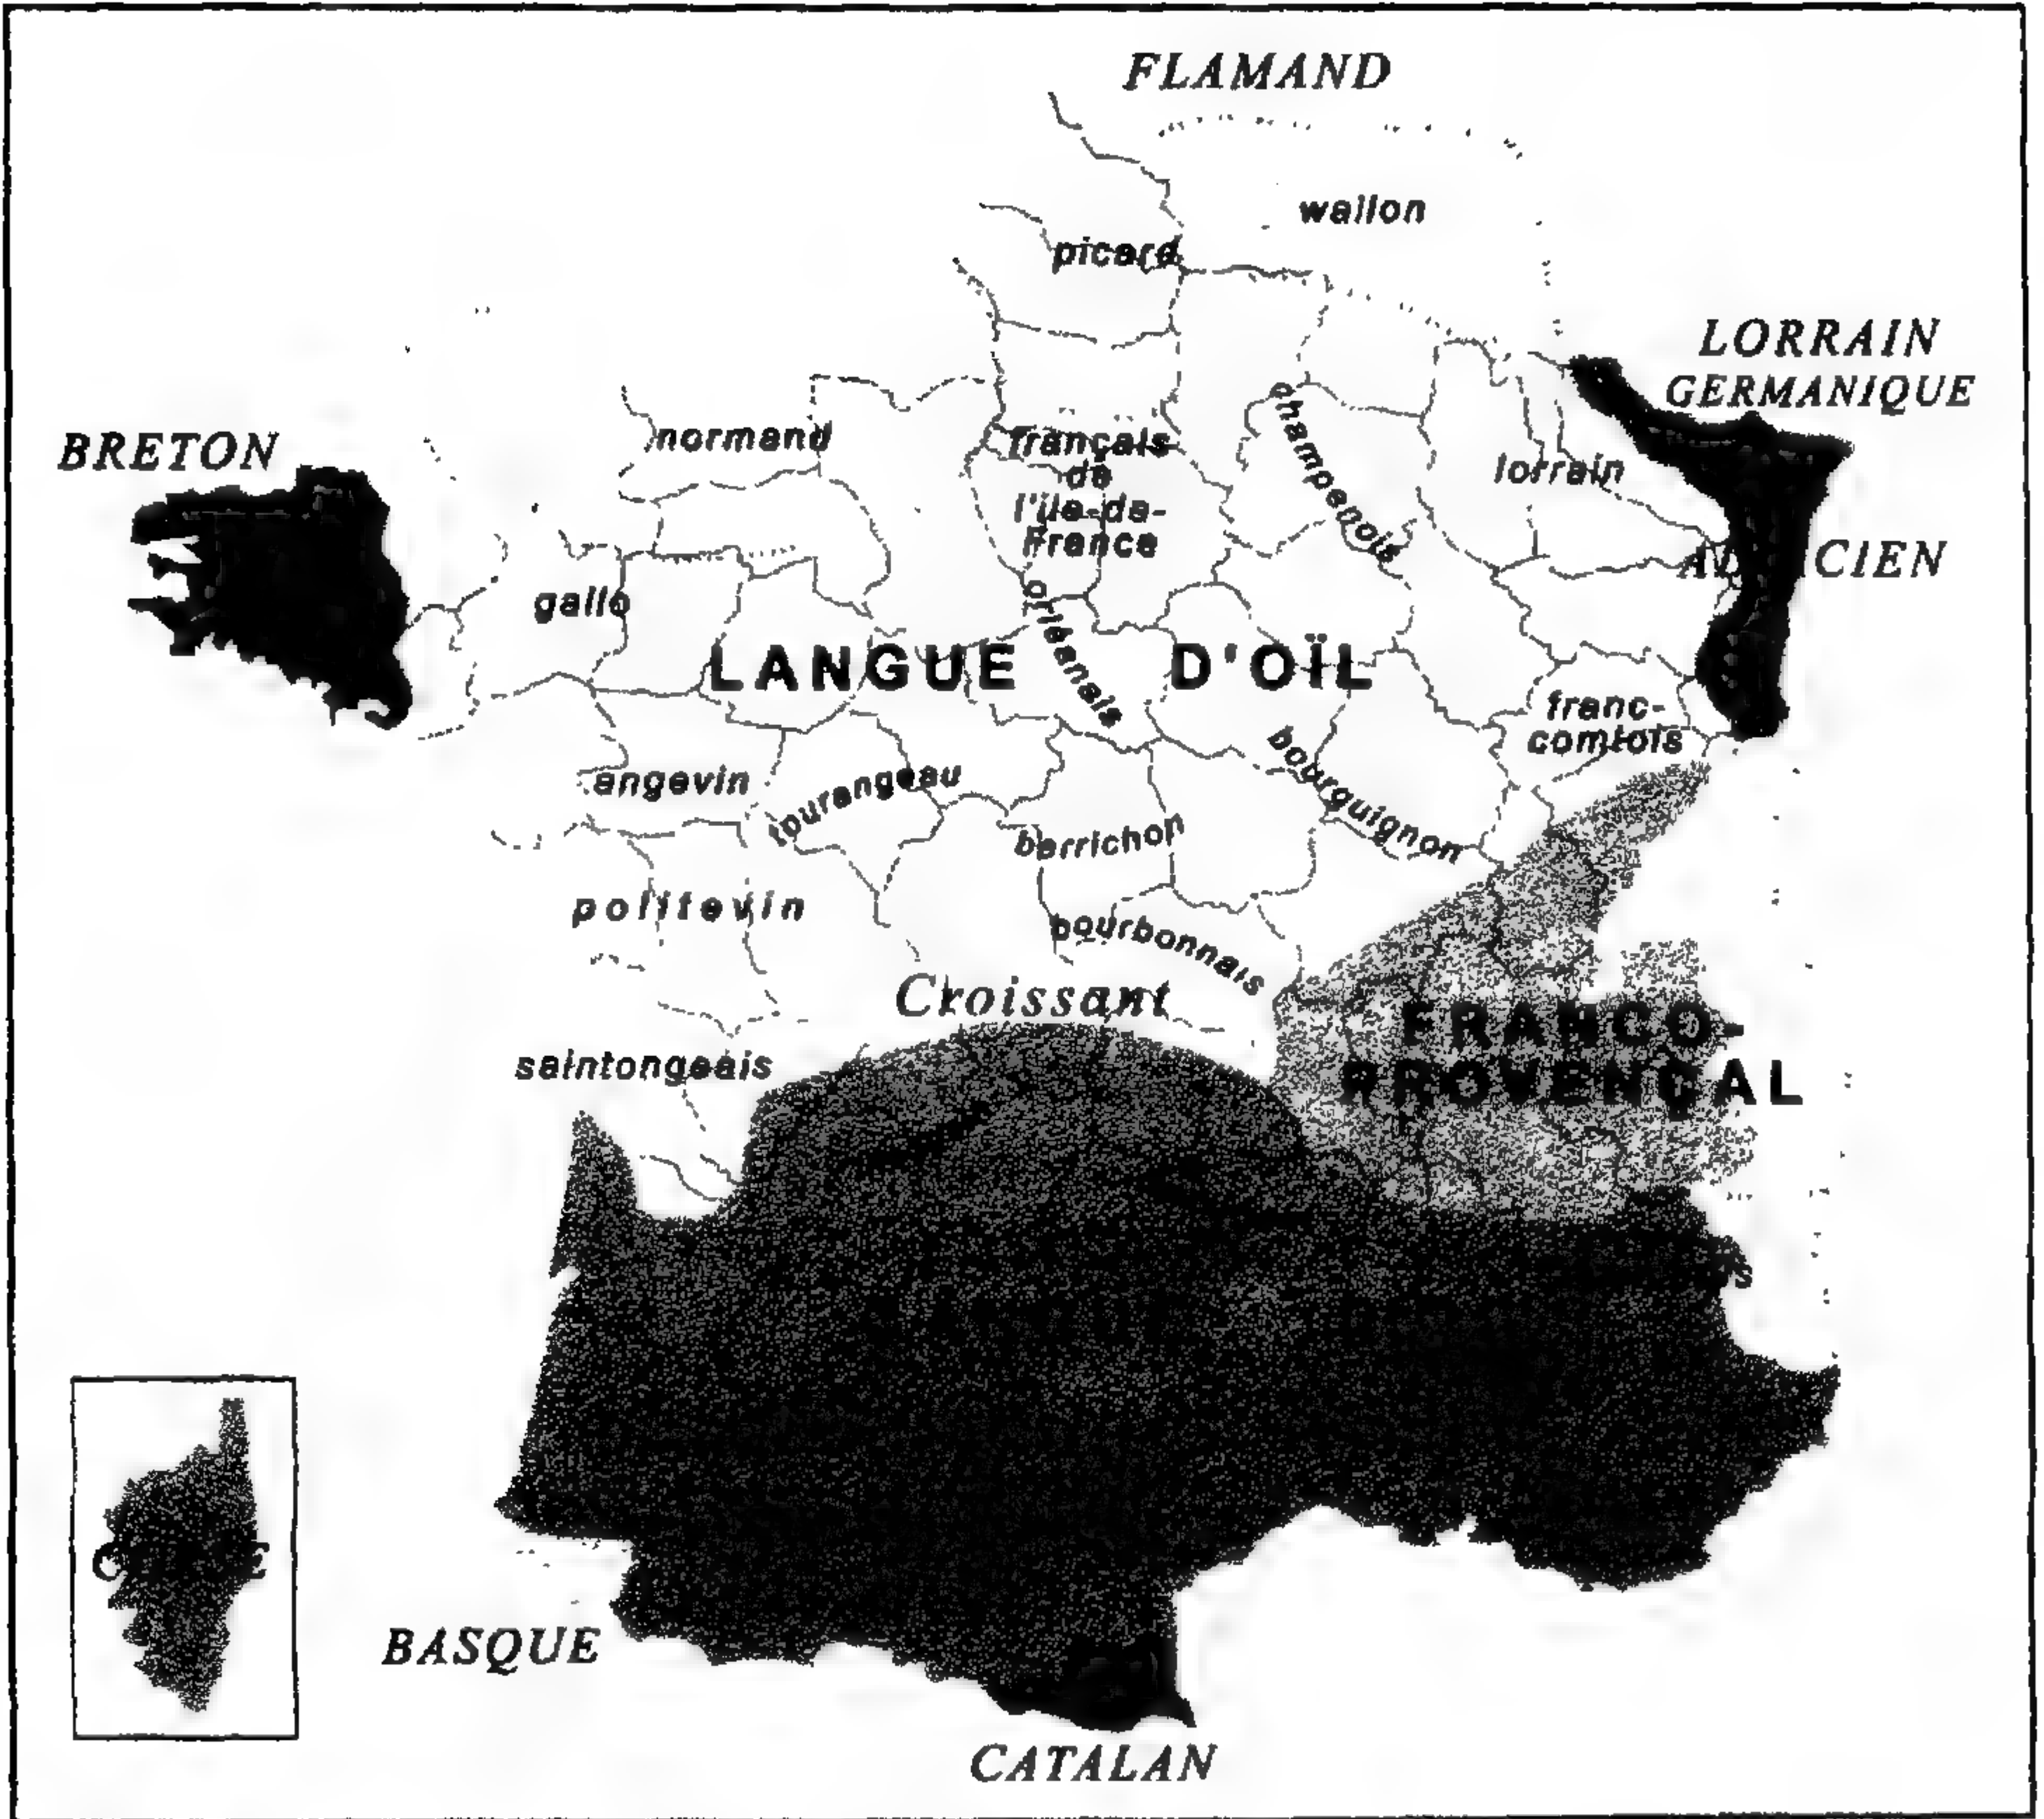 FLAMAND
wallon
picard
LORRAIN
GERMANIQUE
BRETON
normand
français
de
l'île-de-
France
champenois
lorrain
CIEN
gallo
orléanais
LANGUE D'OÏL
franc-
comtois
angevin
tourangeau
bourguignon
berrichon
poitevin
bourbonnais
Croissant
FRANCO-
PROVENÇAL
saintongeais
BASQUE
CATALAN